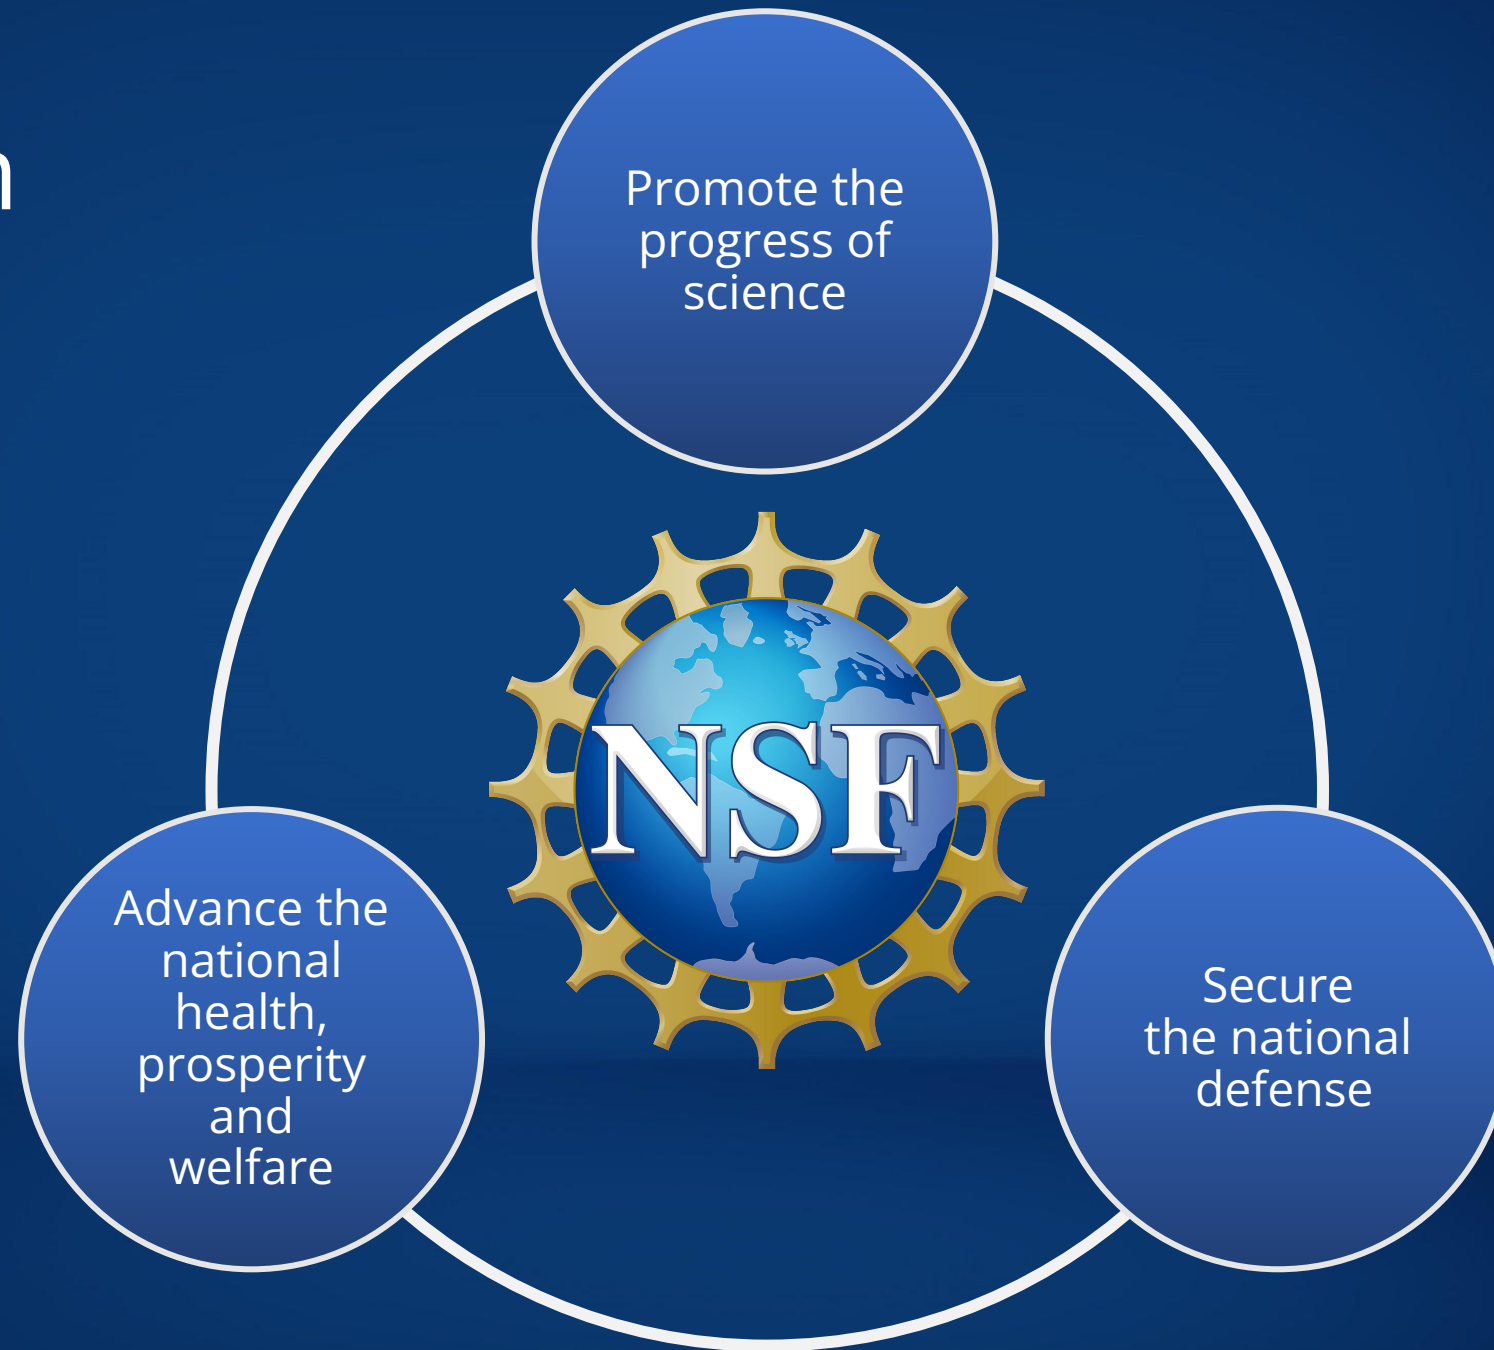 Promote the
progress of
science
NSF
Advance the
national
health,
prosperity
and
welfare
Secure
the national
defense